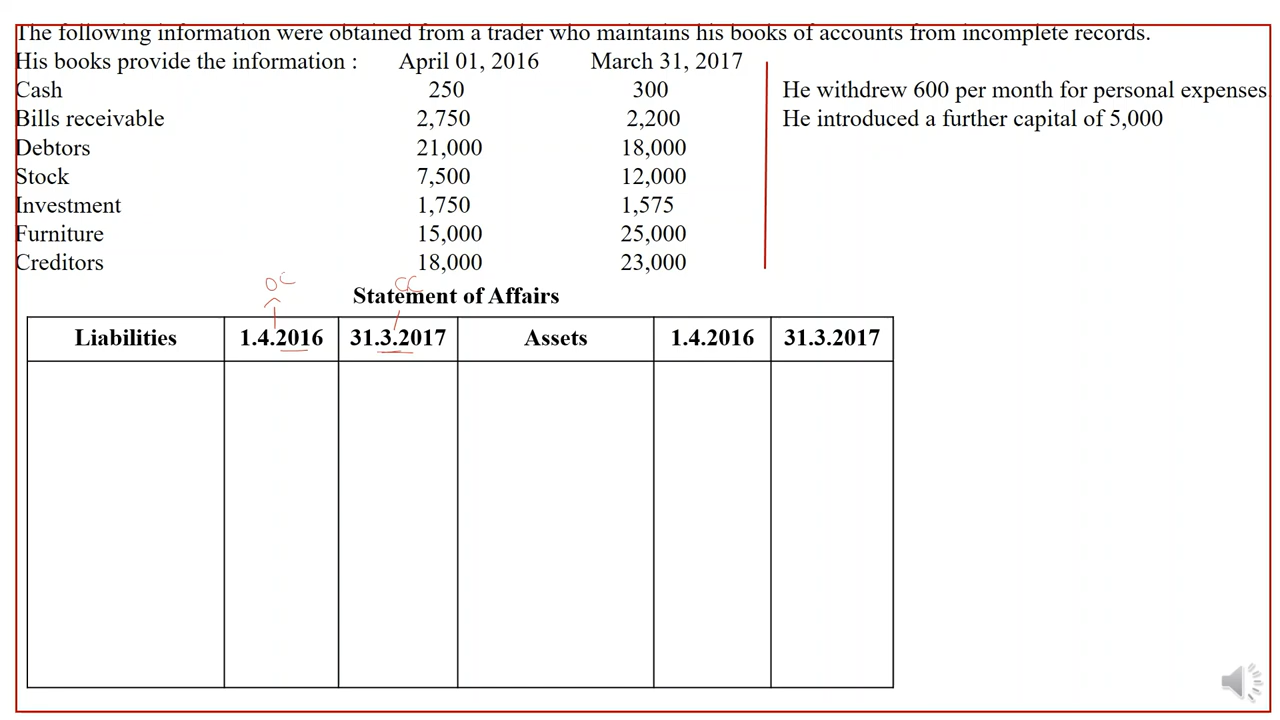 The following information were obtained from a trader who maintains his books of accounts from incomplete records.
His books provide the information : April 01, 2016 March 31, 2017
Cash 250 300 He withdrew 600 per month for personal expenses
Bills receivable 2,750 2,200 He introduced a further capital of 5,000
Debtors 21,000 18,000
Stock 7,500 12,000
Investment 1,750 1,575
Furniture 15,000 25,000
Creditors 18,000 23,000
OC CC
Statement of Affairs
Liabilities 1.4.2016 31.3.2017 Assets 1.4.2016 31.3.2017